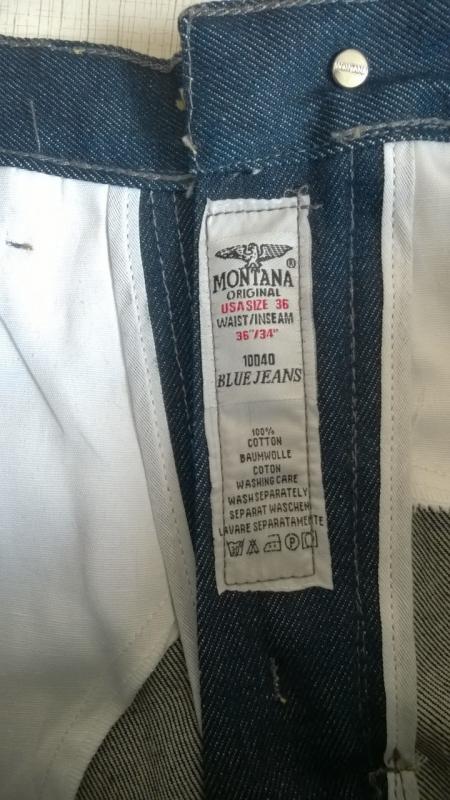 MONTANA
MONTANA®
ORIGINAL
USA SIZE 36
WAIST/INSEAM
36"/34"
10040
BLUE JEANS
100%
COTTON
BAUMWOLLE
COTON
WASHING CARE
WASH SEPARATELY
SEPARAT WASCHEN
LAVARE SEPARATAMENTE
P